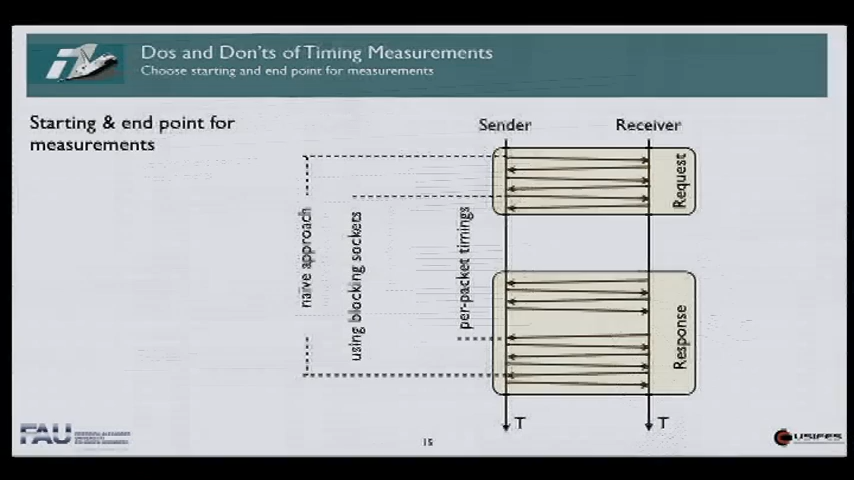 Dos and Don'ts of Timing Measurements
Choose starting and end point for measurements
Starting & end point for
measurements
Sender
Receiver
Request
naïve approach
using blocking sockets
per-packet timings
Response
T
T
FAU
15